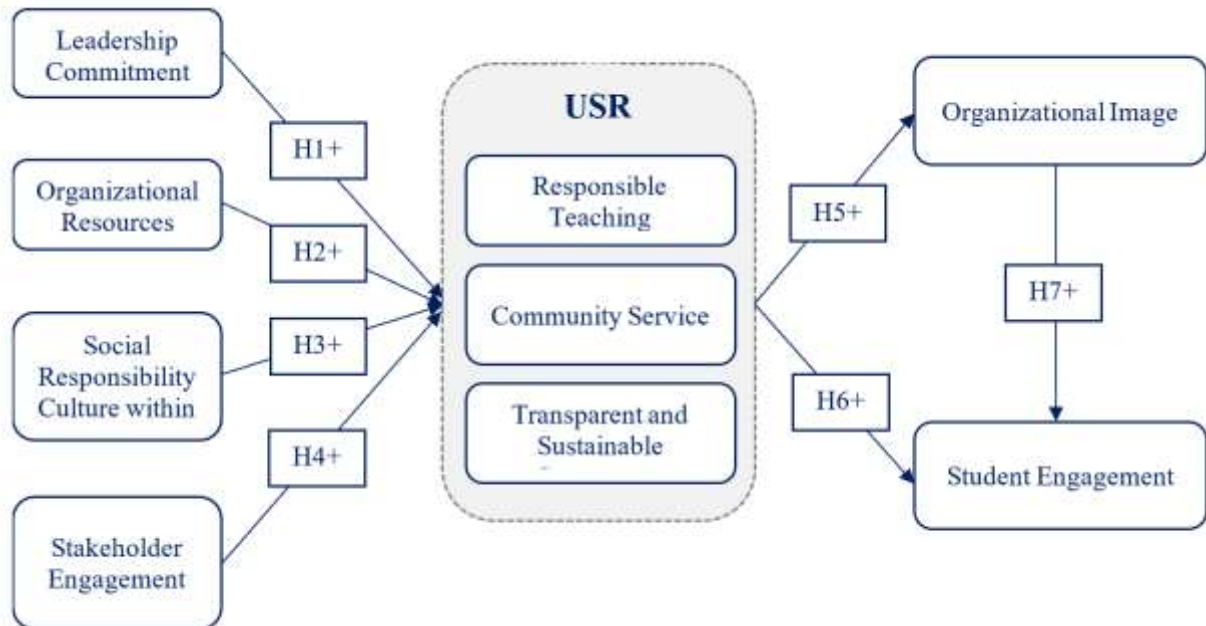 Leadership
Commitment
H1+
Organizational
Resources
H2+
Social
Responsibility
Culture within
H3+
Stakeholder
Engagement
H4+
USR
Responsible
Teaching
Community Service
Transparent and
Sustainable
H5+
H6+
Organizational Image
H7+
Student Engagement